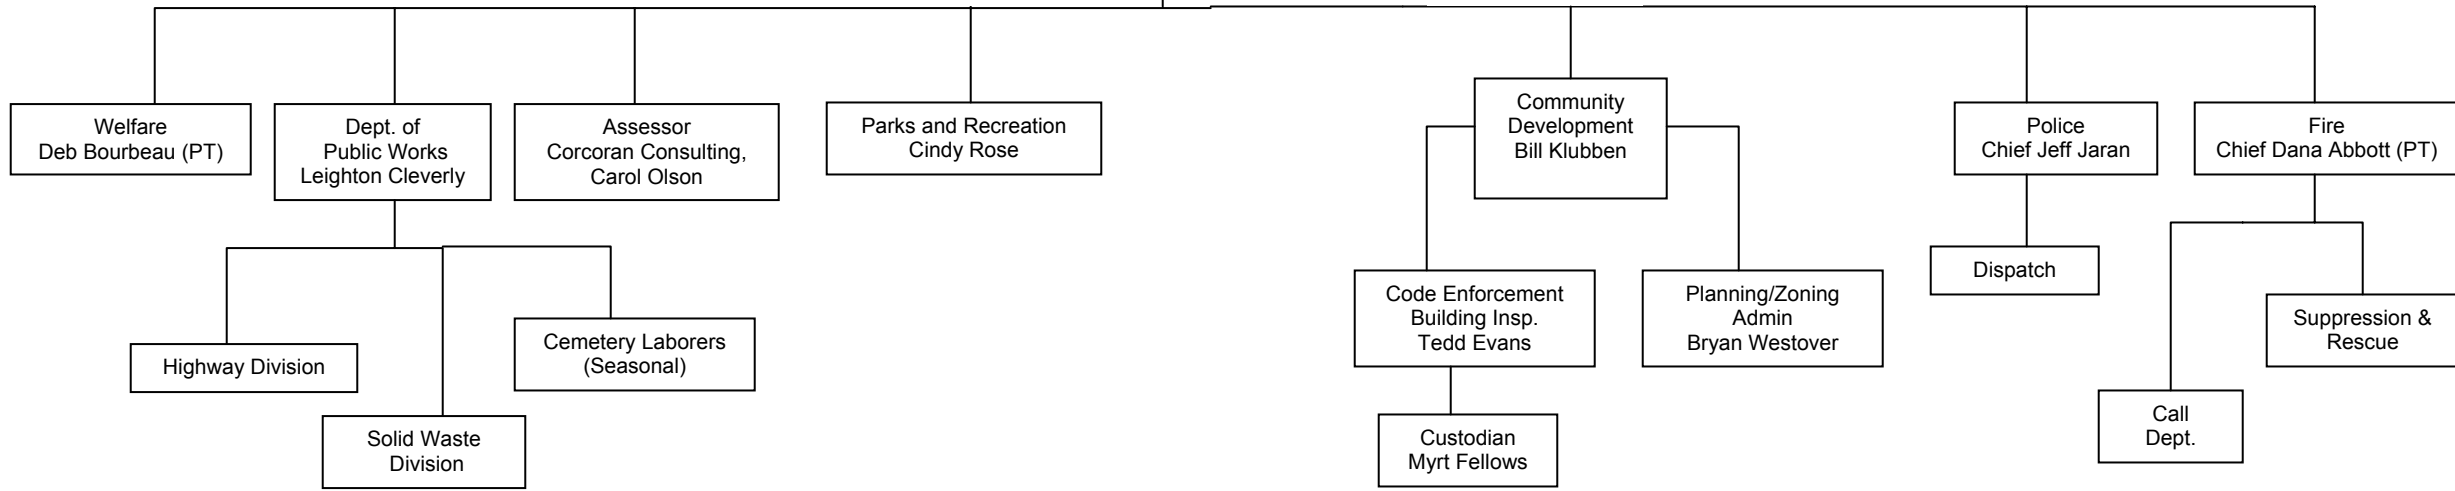 Welfare
Deb Bourbeau (PT)
Dept. of
Public Works
Leighton Cleverly
Assessor
Corcoran Consulting,
Carol Olson
Parks and Recreation
Cindy Rose
Community
Development
Bill Klubben
Police
Chief Jeff Jaran
Fire
Chief Dana Abbott (PT)
Highway Division
Solid Waste
Division
Cemetery Laborers
(Seasonal)
Code Enforcement
Building Insp.
Tedd Evans
Planning/Zoning
Admin
Bryan Westover
Custodian
Myrt Fellows
Dispatch
Call
Dept.
Suppression &
Rescue